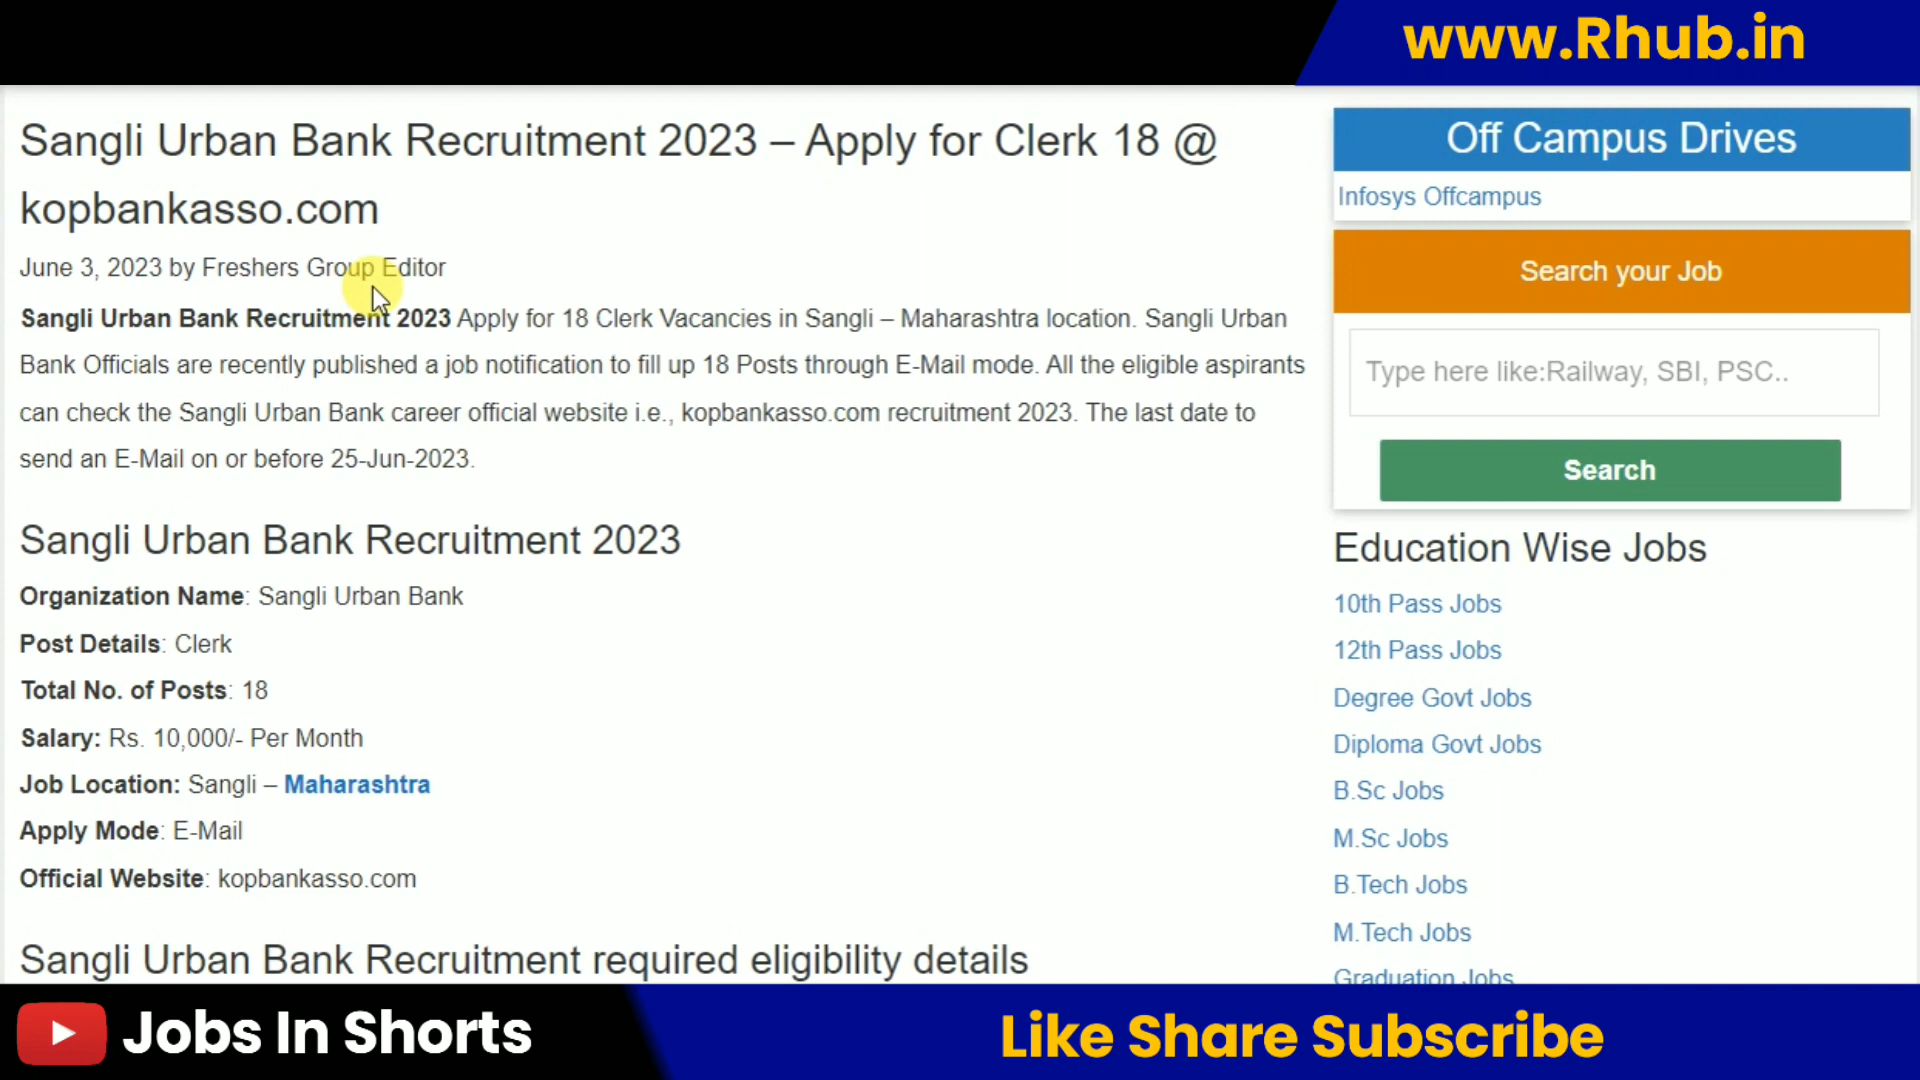 www.Rhub.in
Sangli Urban Bank Recruitment 2023 – Apply for Clerk 18 @
kopbankasso.com
June 3, 2023 by Freshers Group Editor
Sangli Urban Bank Recruitment 2023 Apply for 18 Clerk Vacancies in Sangli – Maharashtra location. Sangli Urban
Bank Officials are recently published a job notification to fill up 18 Posts through E-Mail mode. All the eligible aspirants
can check the Sangli Urban Bank career official website i.e., kopbankasso.com recruitment 2023. The last date to
send an E-Mail on or before 25-Jun-2023.
Sangli Urban Bank Recruitment 2023
Organization Name: Sangli Urban Bank
Post Details: Clerk
Total No. of Posts: 18
Salary: Rs. 10,000/- Per Month
Job Location: Sangli – Maharashtra
Apply Mode: E-Mail
Official Website: kopbankasso.com
Sangli Urban Bank Recruitment required eligibility details
Off Campus Drives
Infosys Offcampus
Search your Job
Type here like:Railway, SBI, PSC..
Search
Education Wise Jobs
10th Pass Jobs
12th Pass Jobs
Degree Govt Jobs
Diploma Govt Jobs
B.Sc Jobs
M.Sc Jobs
B.Tech Jobs
M.Tech Jobs
Graduation Jobs
Jobs In Shorts
Like Share Subscribe